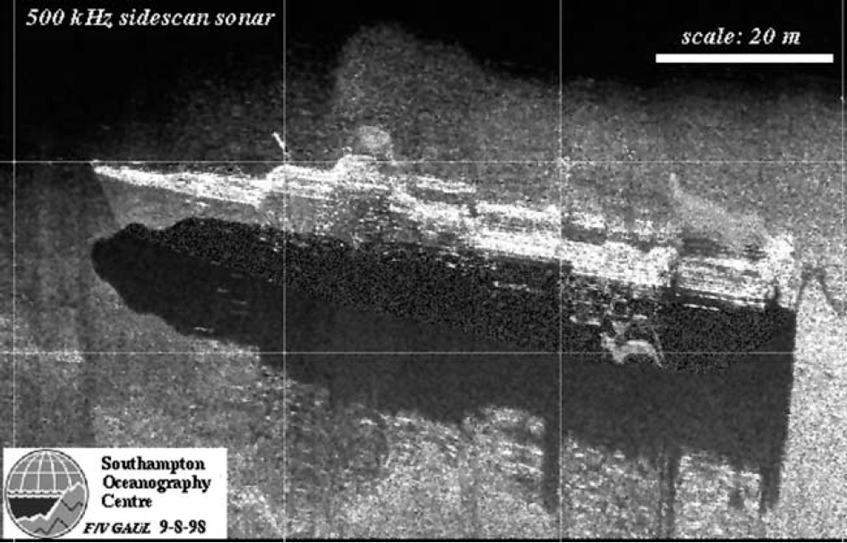 500 kHz sidescan sonar
scale: 20 m
Southampton
Oceanography
Centre
F/V GAUL 9-8-98